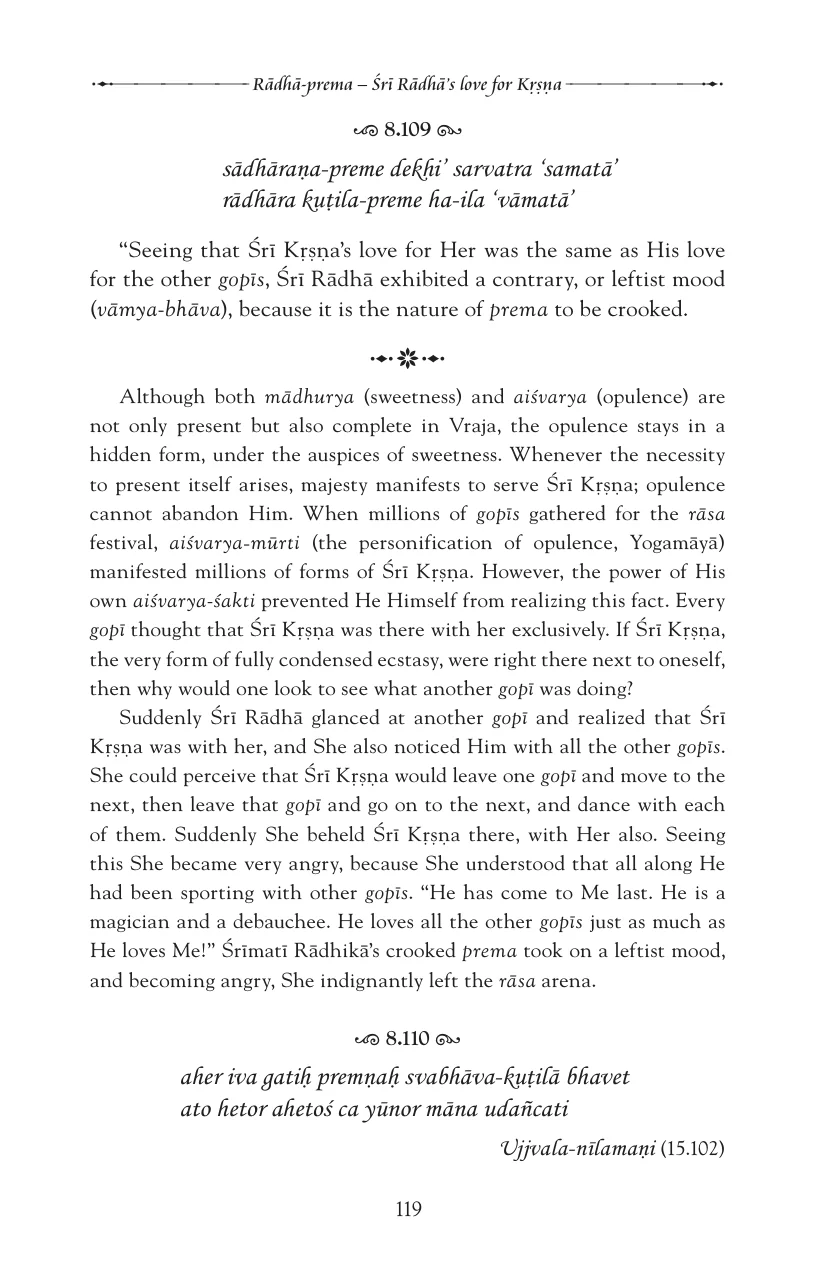 Rādhā-prema – Śrī Rādhā's love for Kṛṣṇa
8.109
sādhāraṇa-preme dekhi’ sarvatra ‘samatā’
rādhāra kuṭila-preme ha-ila ‘vāmatā’
“Seeing that Śrī Kṛṣṇa’s love for Her was the same as His love
for the other gopīs, Śrī Rādhā exhibited a contrary, or leftist mood
(vāmya-bhāva), because it is the nature of prema to be crooked.
Although both mādhurya (sweetness) and aiśvarya (opulence) are
not only present but also complete in Vraja, the opulence stays in a
hidden form, under the auspices of sweetness. Whenever the necessity
to present itself arises, majesty manifests to serve Śrī Kṛṣṇa; opulence
cannot abandon Him. When millions of gopīs gathered for the rāsa
festival, aiśvarya-mūrti (the personification of opulence, Yogamāyā)
manifested millions of forms of Śrī Kṛṣṇa. However, the power of His
own aiśvarya-śakti prevented He Himself from realizing this fact. Every
gopī thought that Śrī Kṛṣṇa was there with her exclusively. If Śrī Kṛṣṇa,
the very form of fully condensed ecstasy, were right there next to oneself,
then why would one look to see what another gopī was doing?
Suddenly Śrī Rādhā glanced at another gopī and realized that Śrī
Kṛṣṇa was with her, and She also noticed Him with all the other gopīs.
She could perceive that Śrī Kṛṣṇa would leave one gopī and move to the
next, then leave that gopī and go on to the next, and dance with each
of them. Suddenly She beheld Śrī Kṛṣṇa there, with Her also. Seeing
this She became very angry, because She understood that all along He
had been sporting with other gopīs. “He has come to Me last. He is a
magician and a debauchee. He loves all the other gopīs just as much as
He loves Me!” Śrīmatī Rādhikā’s crooked prema took on a leftist mood,
and becoming angry, She indignantly left the rāsa arena.
8.110
aher iva gatiḥ premṇaḥ svabhāva-kuṭilā bhavet
ato hetor ahetoś ca yūnor māna udañcati
Ujjvala-nīlamaṇi (15.102)
119